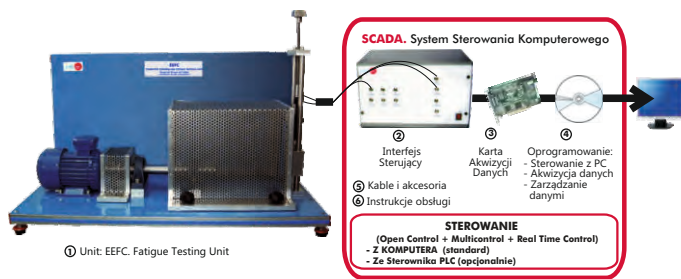 SCADA. System Sterowania Komputerowego
EEFC
② Interfejs
Sterujący
③ Karta
Akwizycji
Danych
④ Oprogramowanie:
- Sterowanie z PC
- Akwizycja danych
- Zarządzanie
danymi
⑤ Kable i akcesoria
⑥ Instrukcje obsługi
STEROWANIE
(Open Control + Multicontrol + Real Time Control)
- Z KOMPUTERA (standard)
- Ze Sterownika PLC (opcjonalnie)
① Unit: EEFC. Fatigue Testing Unit